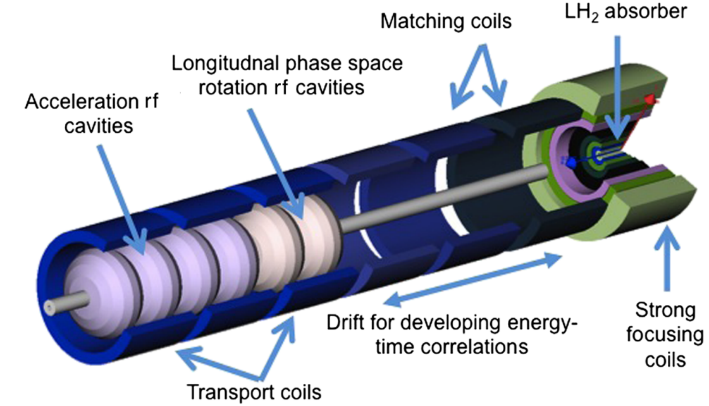 Matching coils
LH₂ absorber
Longitudnal phase space
rotation rf cavities
Acceleration rf
cavities
Drift for developing energy-
time correlations
Strong
focusing
coils
Transport coils